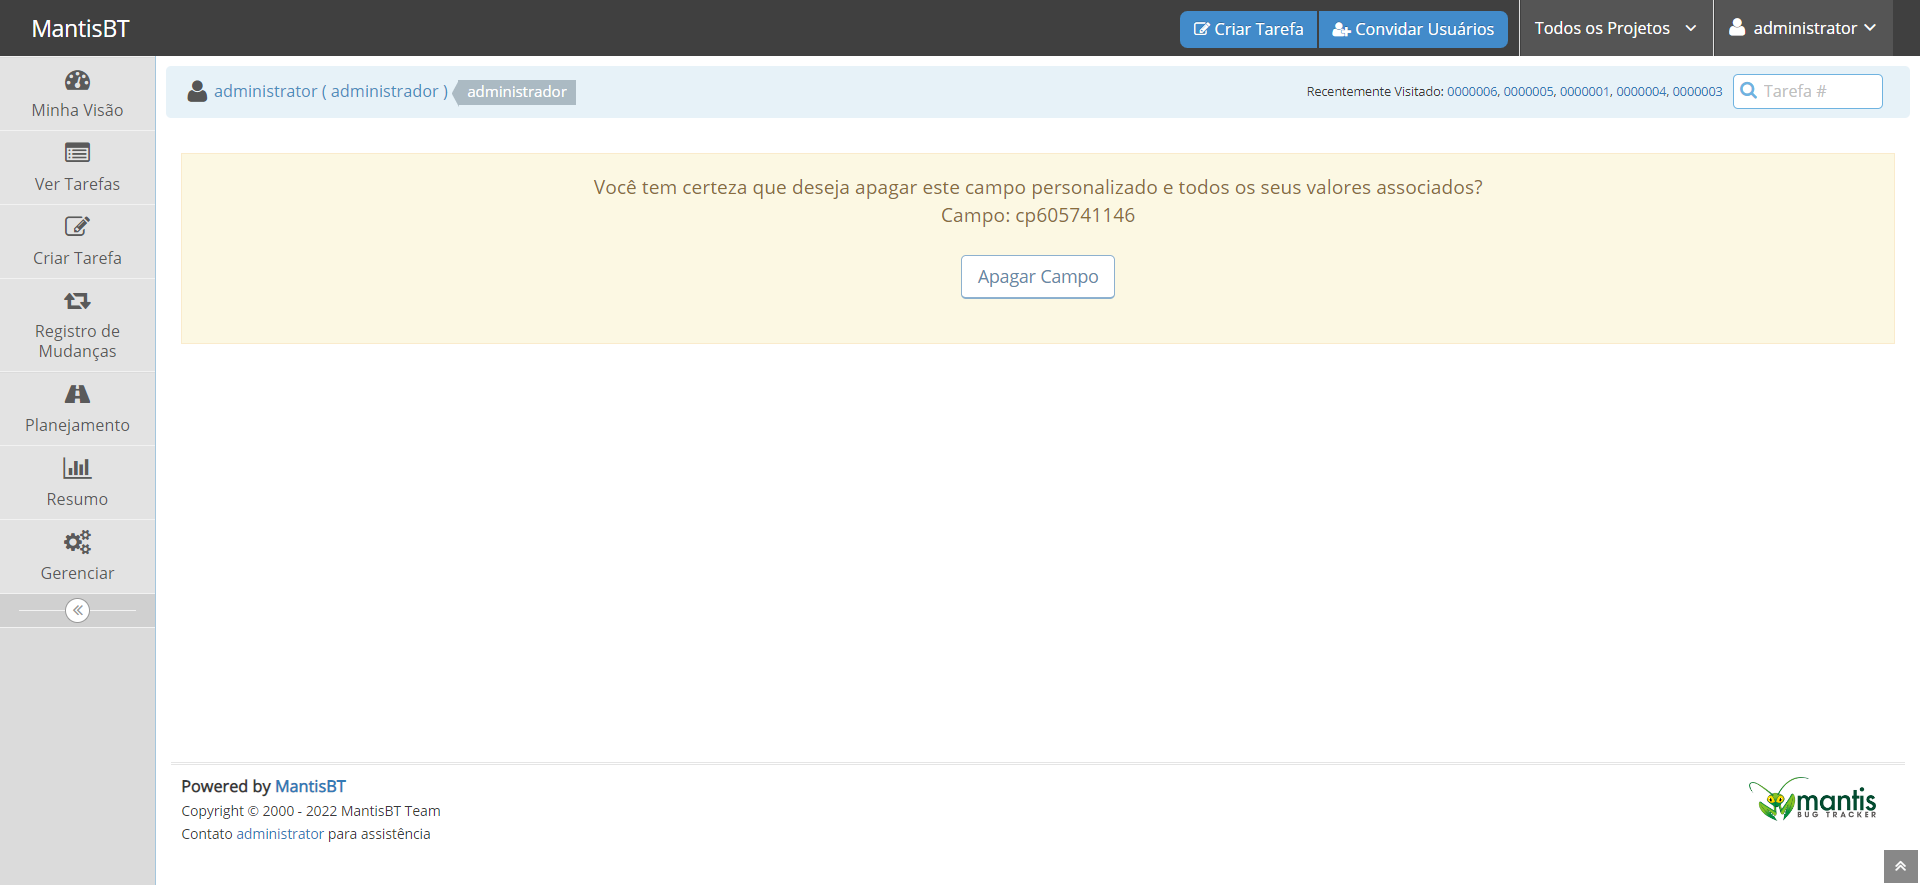 MantisBT
Criar Tarefa
Convidar Usuários
Todos os Projetos
administrator
Minha Visão
Ver Tarefas
Criar Tarefa
Registro de
Mudanças
Planejamento
Resumo
Gerenciar
administrator ( administrador )
administrador
Recentemente Visitado: 0000006, 0000005, 0000001, 0000004, 0000003
Tarefa #
Você tem certeza que deseja apagar este campo personalizado e todos os seus valores associados?
Campo: cp605741146
Apagar Campo
Powered by MantisBT
Copyright © 2000 - 2022 MantisBT Team
Contato administrator para assistência
mantis
BUG TRACKER